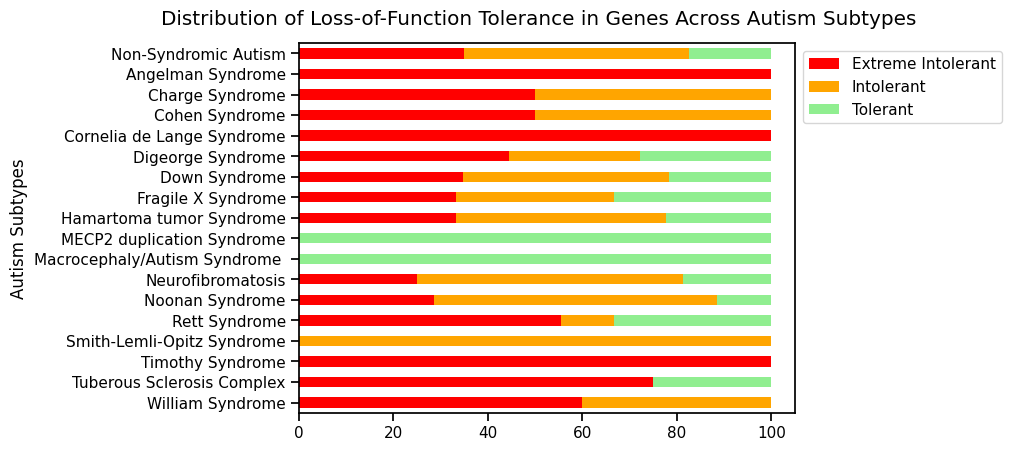 Distribution of Loss-of-Function Tolerance in Genes Across Autism Subtypes
Autism Subtypes
Non-Syndromic Autism
Angelman Syndrome
Charge Syndrome
Cohen Syndrome
Cornelia de Lange Syndrome
Digeorge Syndrome
Down Syndrome
Fragile X Syndrome
Hamartoma tumor Syndrome
MECP2 duplication Syndrome
Macrocephaly/Autism Syndrome
Neurofibromatosis
Noonan Syndrome
Rett Syndrome
Smith-Lemli-Opitz Syndrome
Timothy Syndrome
Tuberous Sclerosis Complex
William Syndrome
0 20 40 60 80 100
Extreme Intolerant
Intolerant
Tolerant